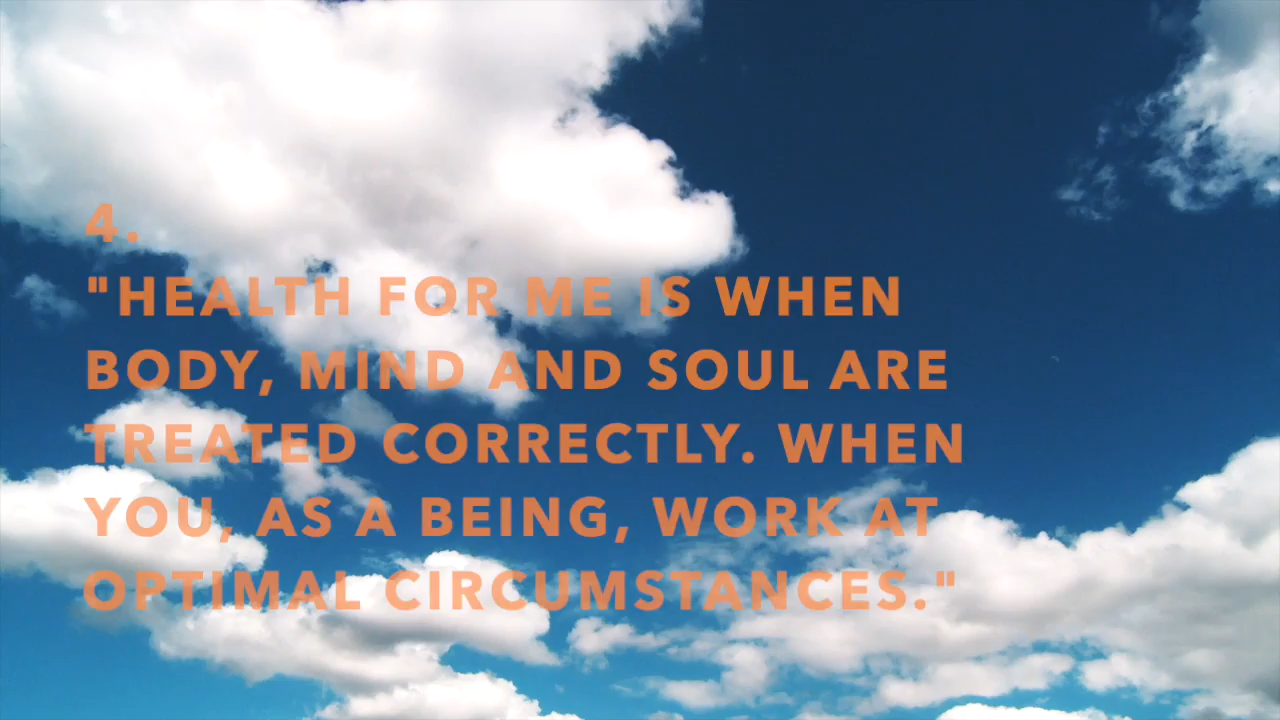 4.
"HEALTH FOR ME IS WHEN
BODY, MIND AND SOUL ARE
TREATED CORRECTLY. WHEN
YOU, AS A BEING, WORK AT
OPTIMAL CIRCUMSTANCES."